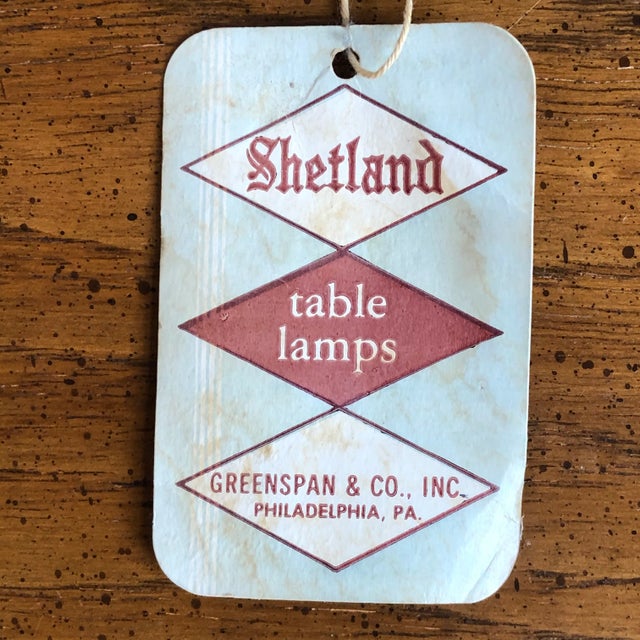 Shetland
table
lamps
GREENSPAN & CO., INC.
PHILADELPHIA, PA.